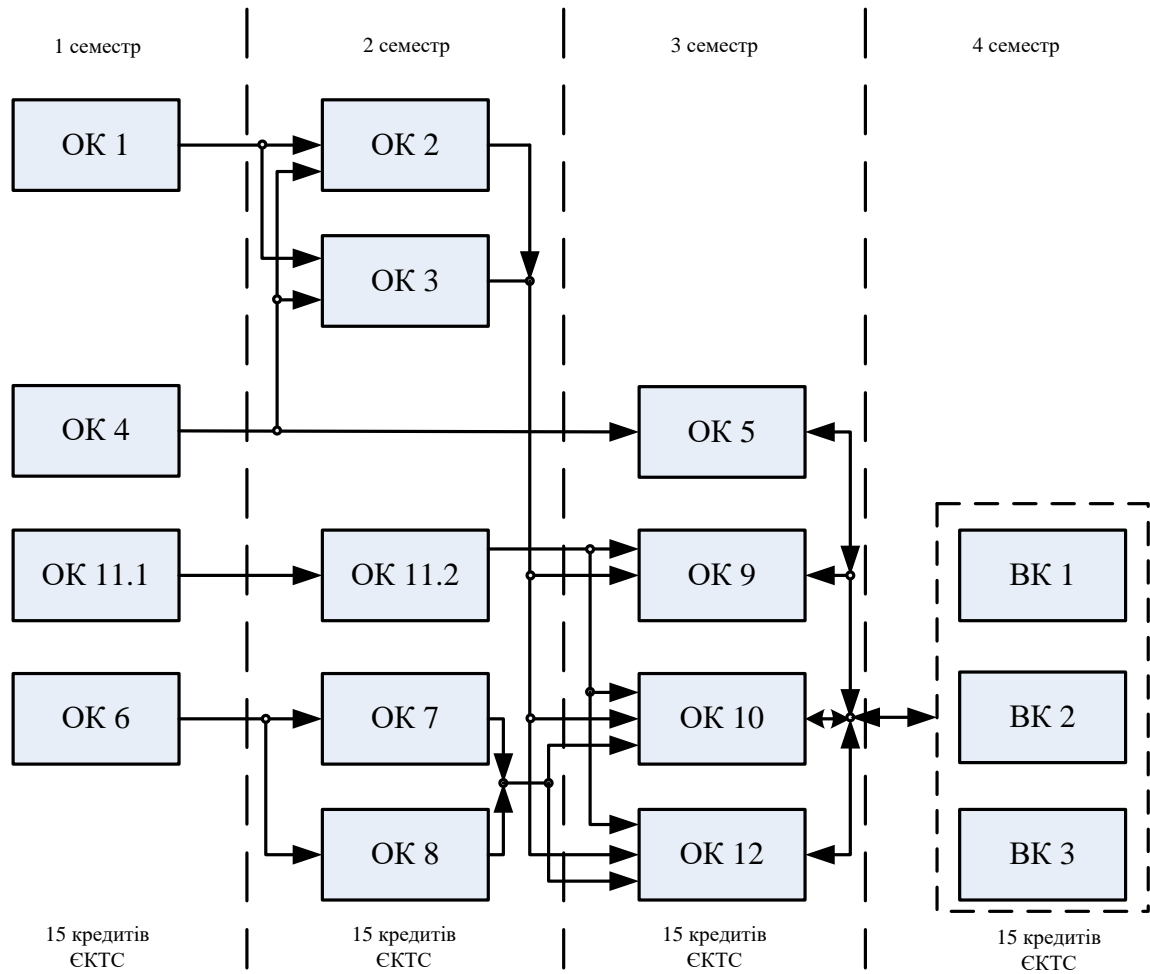 1 семестр
2 семестр
3 семестр
4 семестр
ОК 1
ОК 2
ОК 3
ОК 4
ОК 5
ОК 11.1
ОК 11.2
ОК 9
ВК 1
ОК 6
ОК 7
ОК 10
ВК 2
ОК 8
ОК 12
ВК 3
15 кредитів
ЄКТС
15 кредитів
ЄКТС
15 кредитів
ЄКТС
15 кредитів
ЄКТС